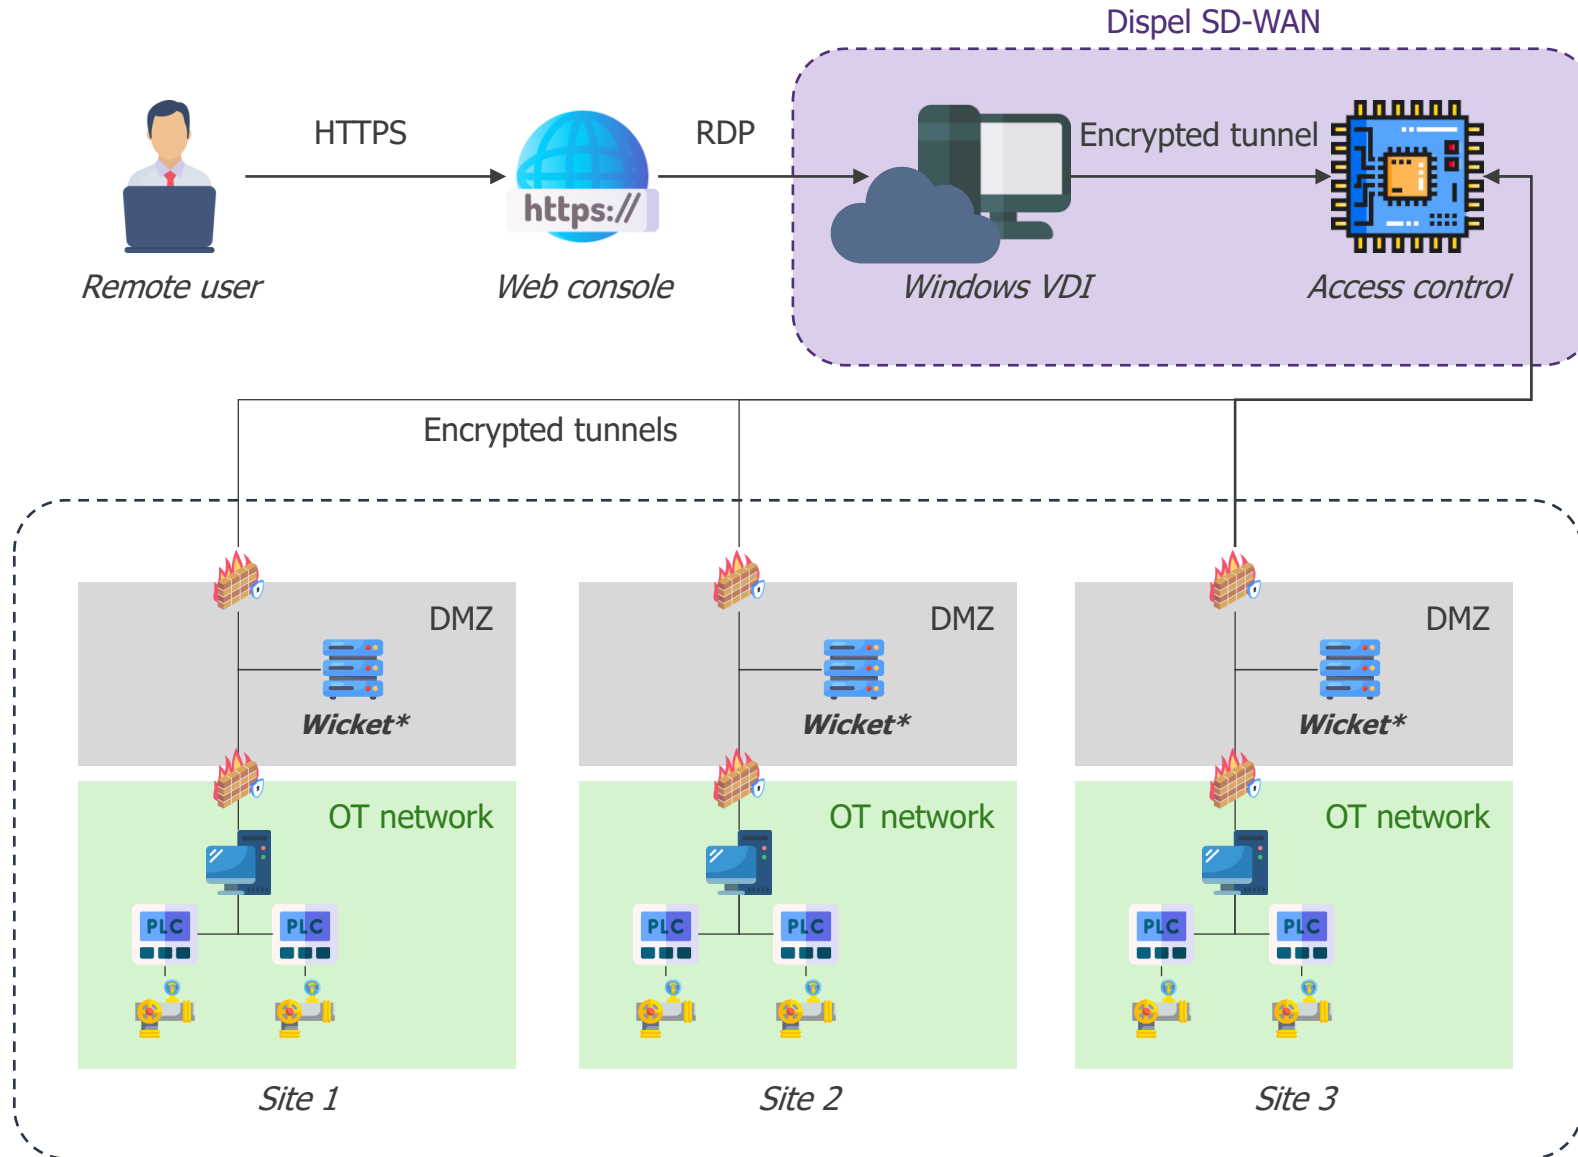 Dispel SD-WAN
HTTPS
RDP
Encrypted tunnel
https://
Remote user
Web console
Windows VDI
Access control
Encrypted tunnels
DMZ
DMZ
DMZ
Wicket*
Wicket*
Wicket*
OT network
OT network
OT network
PLC
PLC
PLC
PLC
PLC
PLC
Site 1
Site 2
Site 3